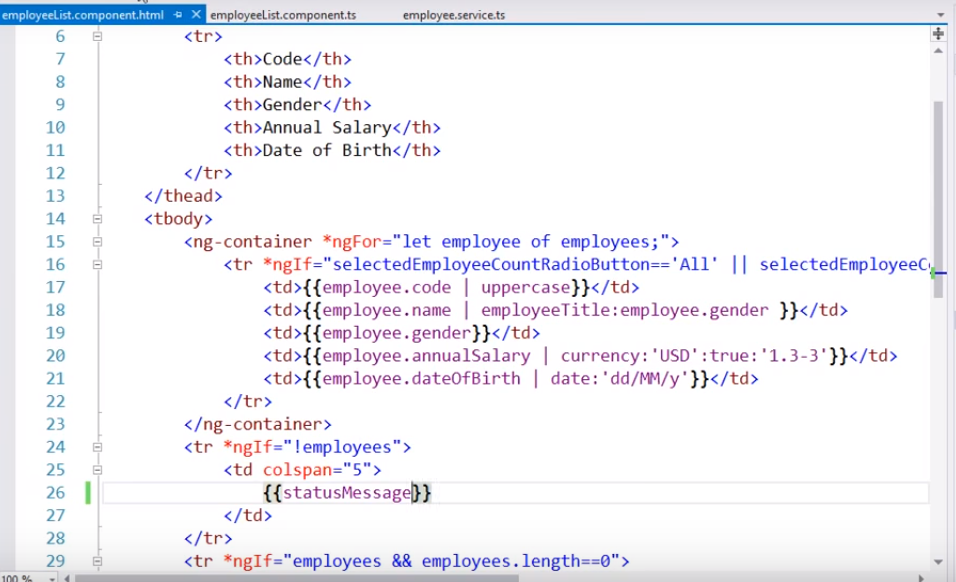 employeeList.component.html employeeList.component.ts employee.service.ts
6 <tr>
7 <th>Code</th>
8 <th>Name</th>
9 <th>Gender</th>
10 <th>Annual Salary</th>
11 <th>Date of Birth</th>
12 </tr>
13 </thead>
14 <tbody>
15 <ng-container *ngFor="let employee of employees;">
16 <tr *ngIf="selectedEmployeeCountRadioButton=='All' || selectedEmployeeC
17 <td>{{employee.code | uppercase}}</td>
18 <td>{{employee.name | employeeTitle:employee.gender }}</td>
19 <td>{{employee.gender}}</td>
20 <td>{{employee.annualSalary | currency:'USD':true:'1.3-3'}}</td>
21 <td>{{employee.dateOfBirth | date:'dd/MM/y'}}</td>
22 </tr>
23 </ng-container>
24 <tr *ngIf="!employees">
25 <td colspan="5">
26 {{statusMessage}}
27 </td>
28 </tr>
29 <tr *ngIf="employees && employees.length==0">
100 %